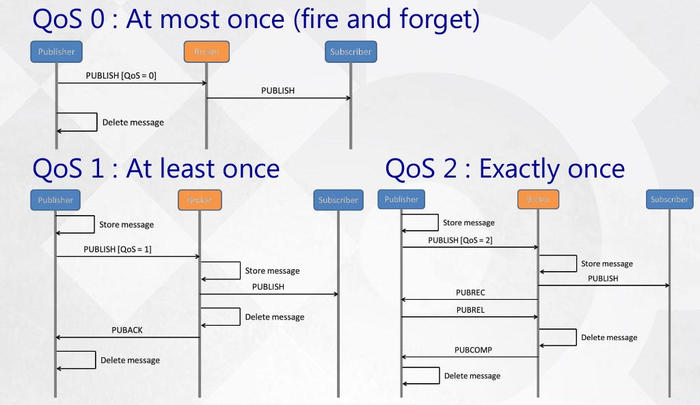 QoS 0 : At most once (fire and forget)
Publisher
Broker
Subscriber
PUBLISH [QoS = 0]
PUBLISH
Delete message
QoS 1 : At least once
Publisher
Broker
Subscriber
Store message
PUBLISH [QoS = 1]
Store message
PUBLISH
Delete message
PUBACK
Delete message
QoS 2 : Exactly once
Publisher
Broker
Subscriber
Store message
PUBLISH [QoS = 2]
Store message
PUBLISH
PUBREC
PUBREL
Delete message
PUBCOMP
Delete message